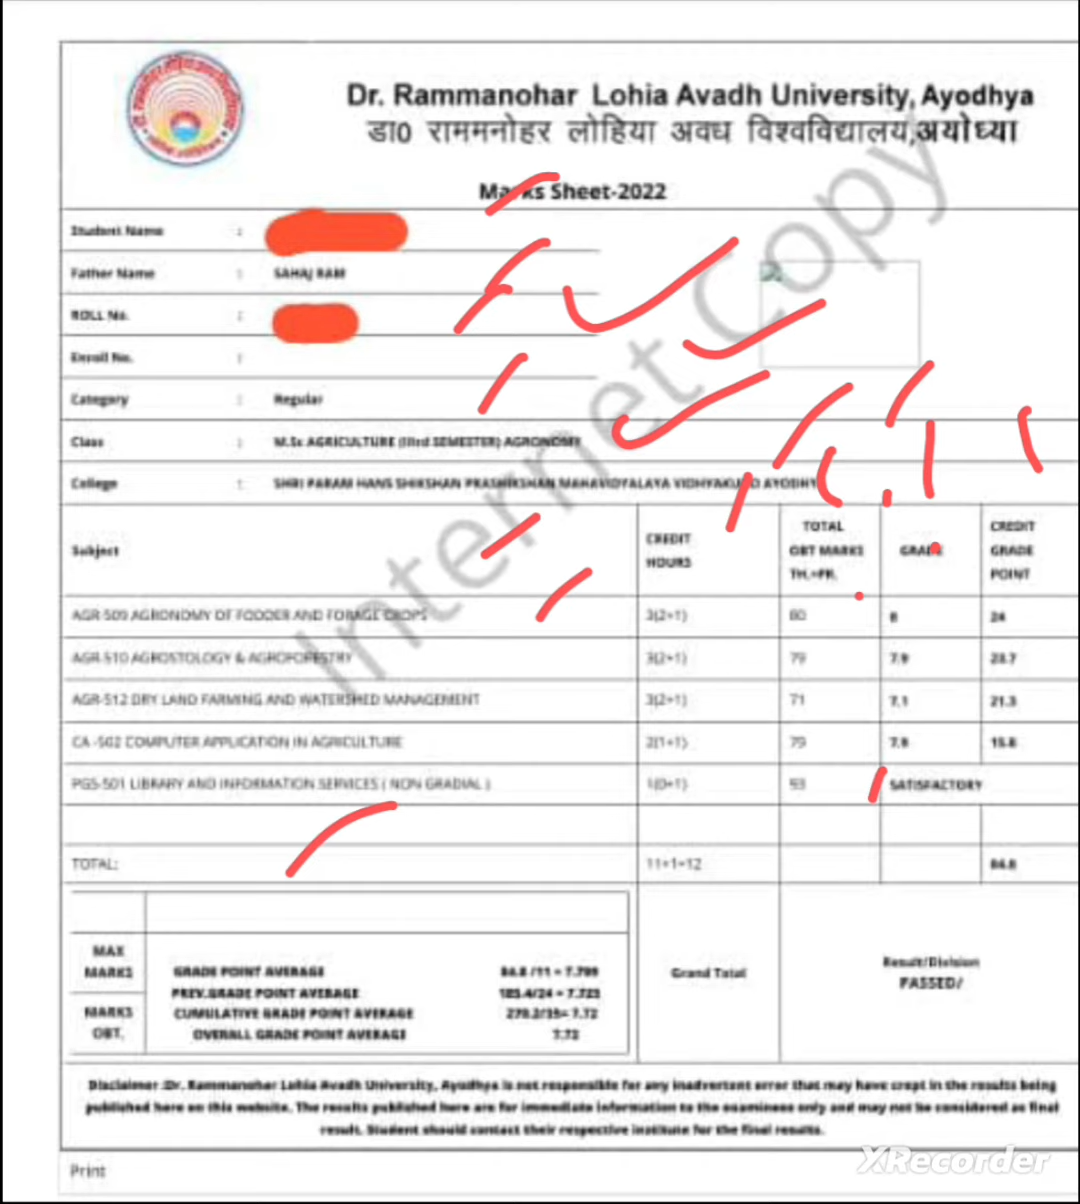 Dr. Rammanohar Lohia Avadh University, Ayodhya
डा0 राममनोहर लोहिया अवध विश्वविद्यालय,अयोध्या
Marks Sheet-2022
Student Name :
Father Name : SAHAJ RAM
ROLL No. :
Enroll No. :
Category : Regular
Class : M.Sc AGRICULTURE (IIIrd SEMESTER) AGRONOMY
College : SHRI PARAM HANS SHIKSHAN PRASHIKSHAN MAHAVIDYALAYA VIDHYAKUND AYODHY
Internet Copy
Subject CREDIT HOURS TOTAL OBT MARKS TH.+PR. GRADE CREDIT GRADE POINT
AGR-509 AGRONOMY OF FODDER AND FORAGE CROPS 3(2+1) 80 8 24
AGR-510 AGROSTOLOGY & AGROFORESTRY 3(2+1) 79 7.9 23.7
AGR-512 DRY LAND FARMING AND WATERSHED MANAGEMENT 3(2+1) 71 7.1 21.3
CA -502 COMPUTER APPLICATION IN AGRICULTURE 2(1+1) 79 7.9 15.8
PGS-501 LIBRARY AND INFORMATION SERVICES ( NON GRADIAL ) 1(0+1) 93 SATISFACTORY
TOTAL: 11+1=12 84.8
MAX MARKS
MARKS OBT.
GRADE POINT AVERAGE 84.8 /11 = 7.709
PREV.GRADE POINT AVERAGE 185.4/24 = 7.725
CUMULATIVE GRADE POINT AVERAGE 270.2/35= 7.72
OVERALL GRADE POINT AVERAGE 7.72
Grand Total
Result/Division
PASSED/
Disclaimer :Dr. Rammanohar Lohia Avadh University, Ayodhya is not responsible for any inadvertent error that may have crept in the results being
published here on this website. The results published here are for immediate information to the examinees only and may not be considered as final
result. Student should contact their respective institute for the final results.
Print
XRecorder